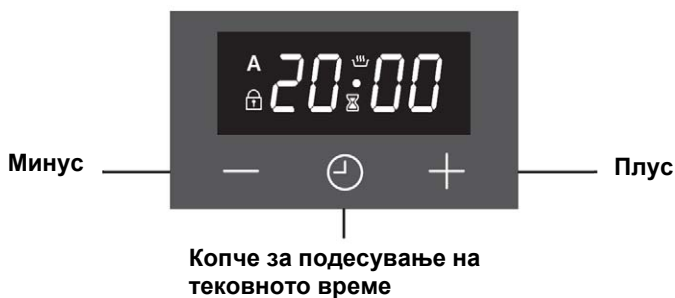 A
20:00
Минус
Плус
Копче за подесување на
тековното време